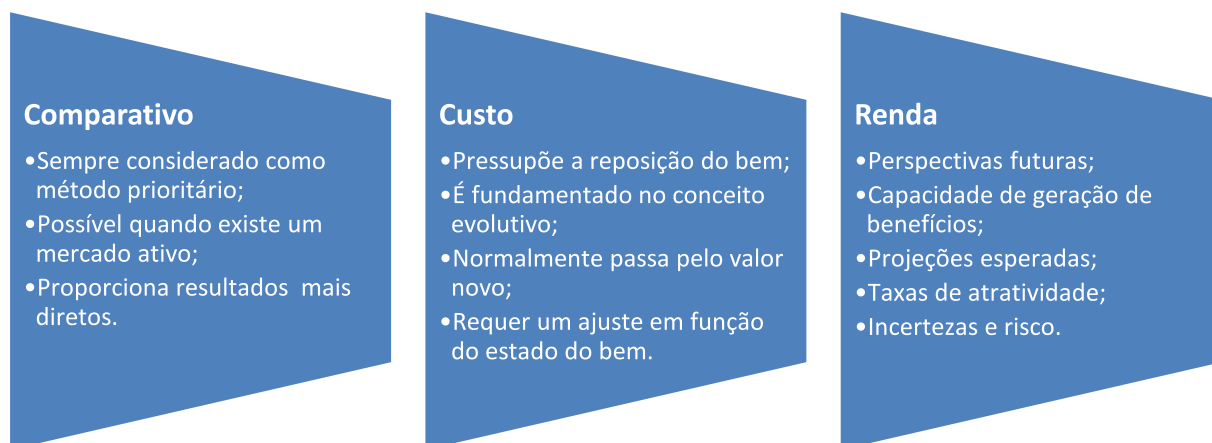 Comparativo
•Sempre considerado como
método prioritário;
•Possível quando existe um
mercado ativo;
•Proporciona resultados  mais
diretos.
Custo
•Pressupõe a reposição do bem;
•É fundamentado no conceito
evolutivo;
•Normalmente passa pelo valor
novo;
•Requer um ajuste em função
do estado do bem.
Renda
•Perspectivas futuras;
•Capacidade de geração de
benefícios;
•Projeções esperadas;
•Taxas de atratividade;
•Incertezas e risco.